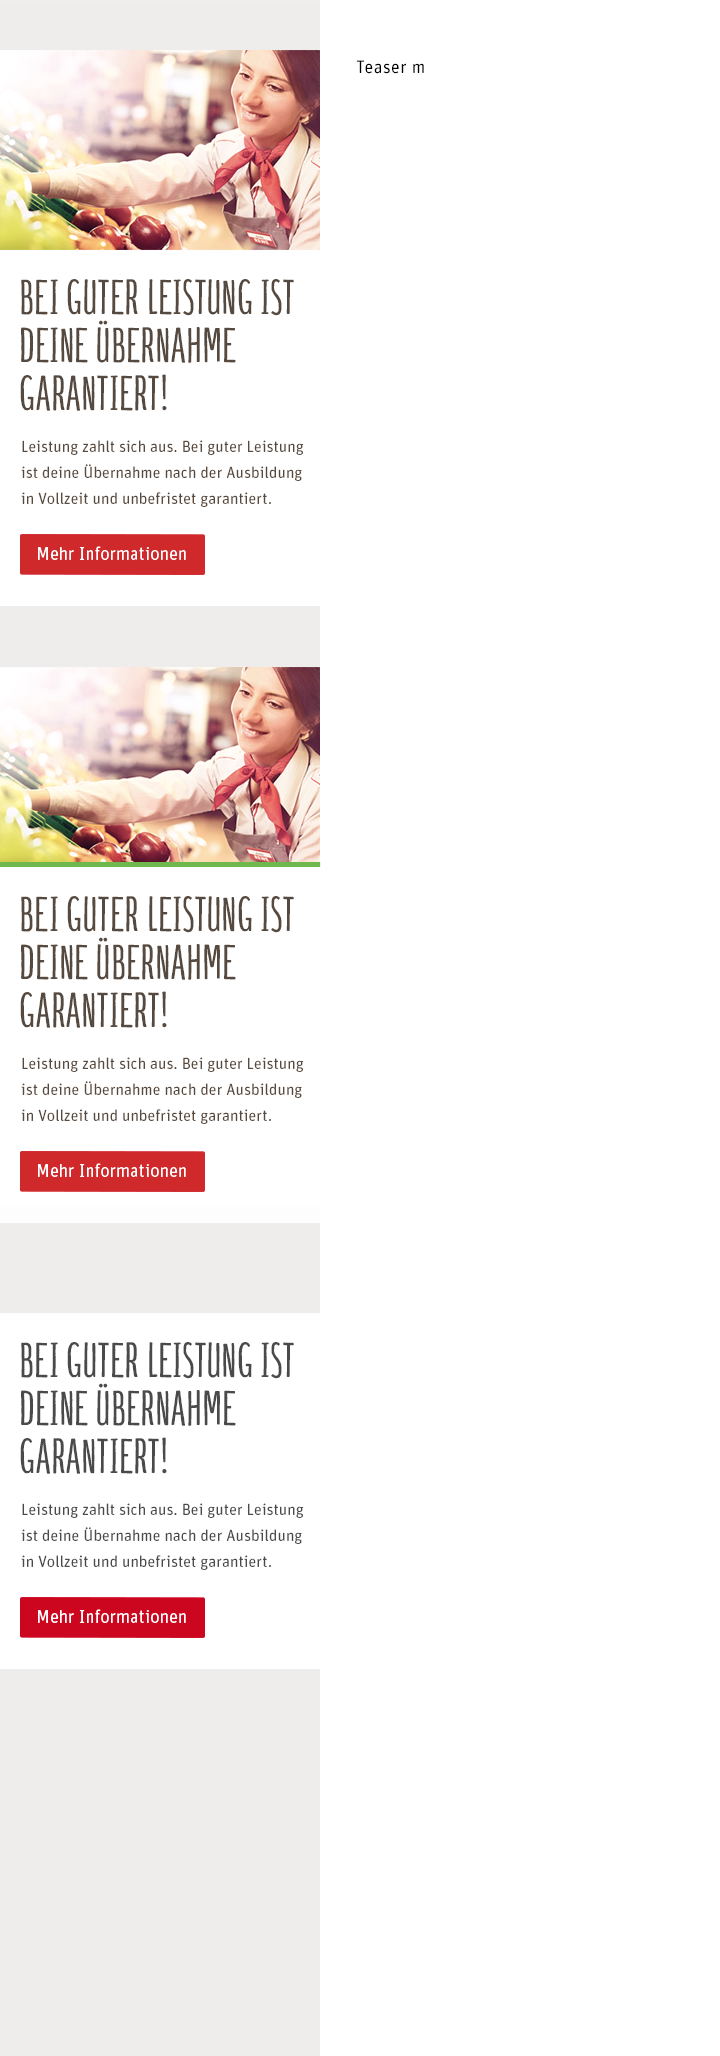 Teaser m
BEI GUTER LEISTUNG IST
DEINE ÜBERNAHME
GARANTIERT!
Leistung zahlt sich aus. Bei guter Leistung
ist deine Übernahme nach der Ausbildung
in Vollzeit und unbefristet garantiert.
Mehr Informationen
BEI GUTER LEISTUNG IST
DEINE ÜBERNAHME
GARANTIERT!
Leistung zahlt sich aus. Bei guter Leistung
ist deine Übernahme nach der Ausbildung
in Vollzeit und unbefristet garantiert.
Mehr Informationen
BEI GUTER LEISTUNG IST
DEINE ÜBERNAHME
GARANTIERT!
Leistung zahlt sich aus. Bei guter Leistung
ist deine Übernahme nach der Ausbildung
in Vollzeit und unbefristet garantiert.
Mehr Informationen